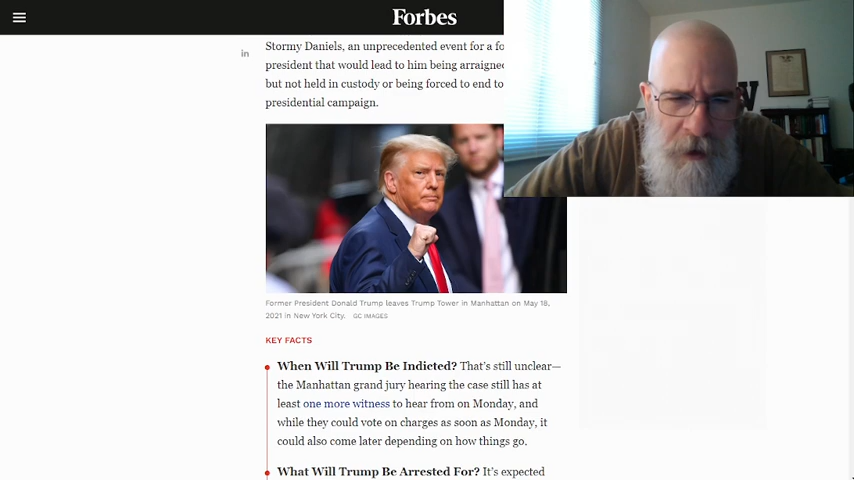 Forbes
in
Stormy Daniels, an unprecedented event for a
president that would lead to him being
but not held in custody or being forced to end
presidential campaign.
Former President Donald Trump leaves Trump Tower in Manhattan on May 18,
2021 in New York City. GC IMAGES
KEY FACTS
When Will Trump Be Indicted? That's still unclear—
the Manhattan grand jury hearing the case still has at
least one more witness to hear from on Monday, and
while they could vote on charges as soon as Monday, it
could also come later depending on how things go.
What Will Trump Be Arrested For? It's expected